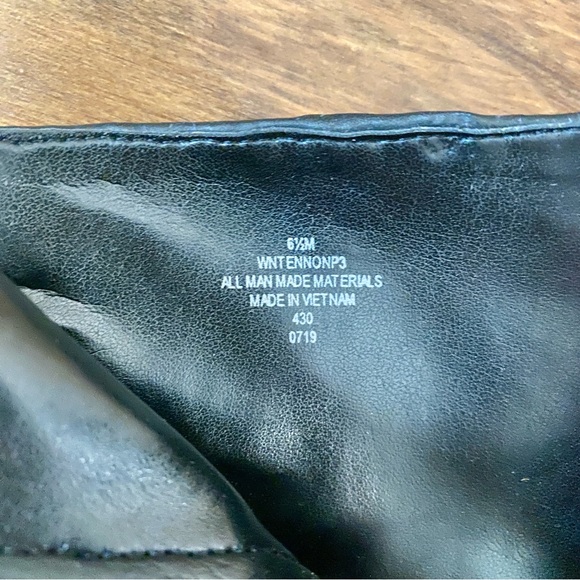 6½M
WNTENNONP3
ALL MAN MADE MATERIALS
MADE IN VIETNAM
430
0719